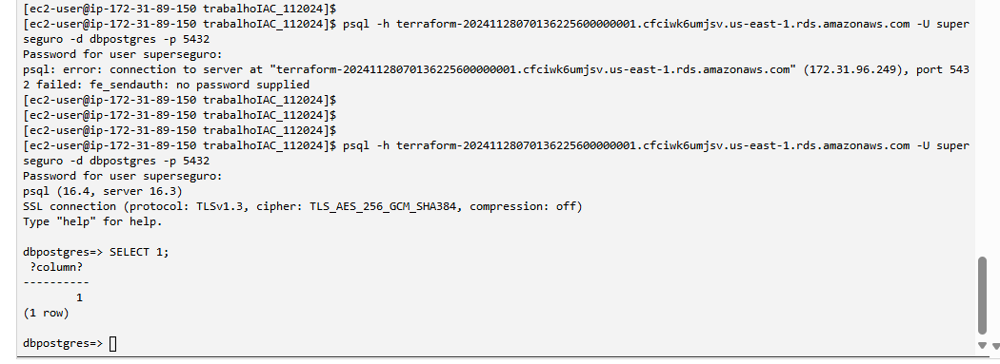 [ec2-user@ip-172-31-89-150 trabalhoIAC_112024]$
[ec2-user@ip-172-31-89-150 trabalhoIAC_112024]$ psql -h terraform-20241128070136225600000001.cfciwk6umjsv.us-east-1.rds.amazonaws.com -U super
seguro -d dbpostgres -p 5432
Password for user superseguro:
psql: error: connection to server at "terraform-20241128070136225600000001.cfciwk6umjsv.us-east-1.rds.amazonaws.com" (172.31.96.249), port 543
2 failed: fe_sendauth: no password supplied
[ec2-user@ip-172-31-89-150 trabalhoIAC_112024]$
[ec2-user@ip-172-31-89-150 trabalhoIAC_112024]$
[ec2-user@ip-172-31-89-150 trabalhoIAC_112024]$
[ec2-user@ip-172-31-89-150 trabalhoIAC_112024]$ psql -h terraform-20241128070136225600000001.cfciwk6umjsv.us-east-1.rds.amazonaws.com -U super
seguro -d dbpostgres -p 5432
Password for user superseguro:
psql (16.4, server 16.3)
SSL connection (protocol: TLSv1.3, cipher: TLS_AES_256_GCM_SHA384, compression: off)
Type "help" for help.
dbpostgres=> SELECT 1;
?column?
----------
1
(1 row)
dbpostgres=>